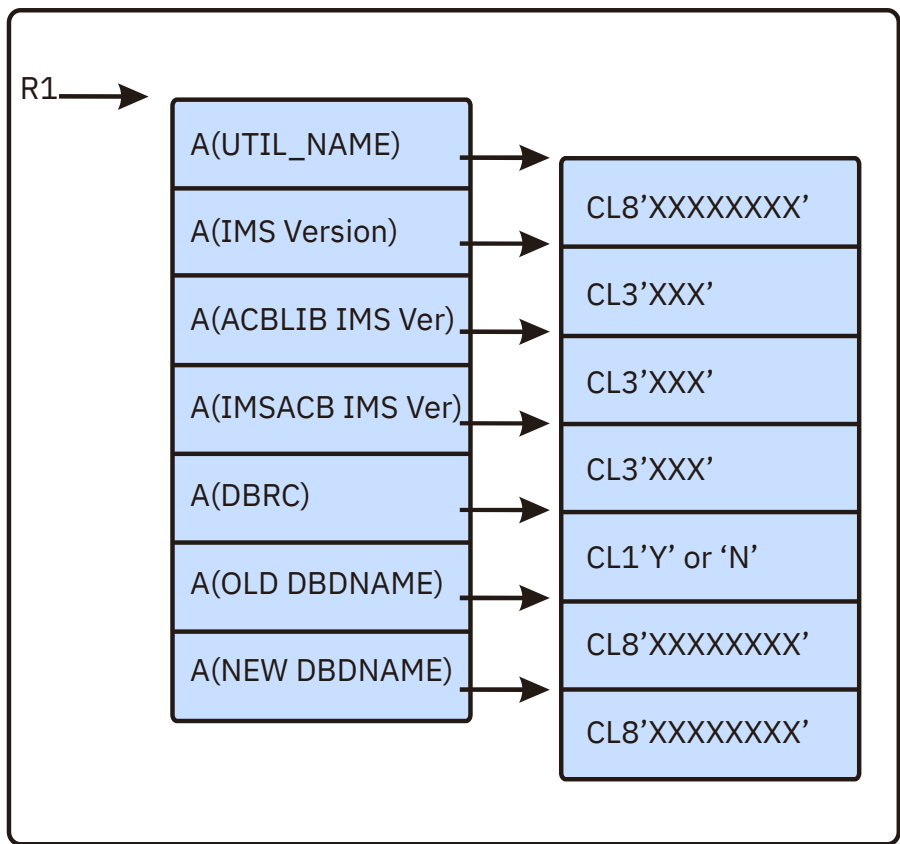 R1
A(UTIL_NAME)
A(IMS Version)
A(ACBLIB IMS Ver)
A(IMSACB IMS Ver)
A(DBRC)
A(OLD DBDNAME)
A(NEW DBDNAME)
CL8’XXXXXXXX’
CL3’XXX’
CL3’XXX’
CL3’XXX’
CL1’Y’ or ‘N’
CL8’XXXXXXXX’
CL8’XXXXXXXX’